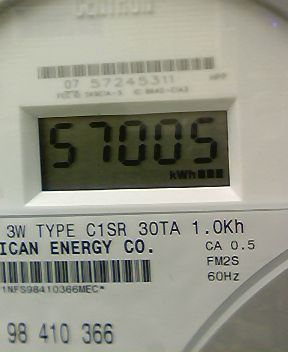 CENTRON
07 57245311
57005
kWh
3W TYPE C1SR 30TA 1.0Kh
ICAN ENERGY CO.
CA 0.5
FM2S
60Hz
1NFS98410366MEC*
98 410 366